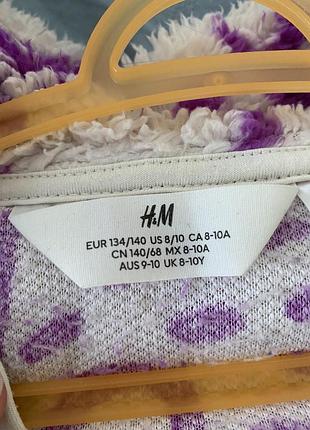 H&M
EUR 134/140 US 8/10 CA 8-10A
CN 140/68 MX 8-10A
AUS 9-10 UK 8-10Y